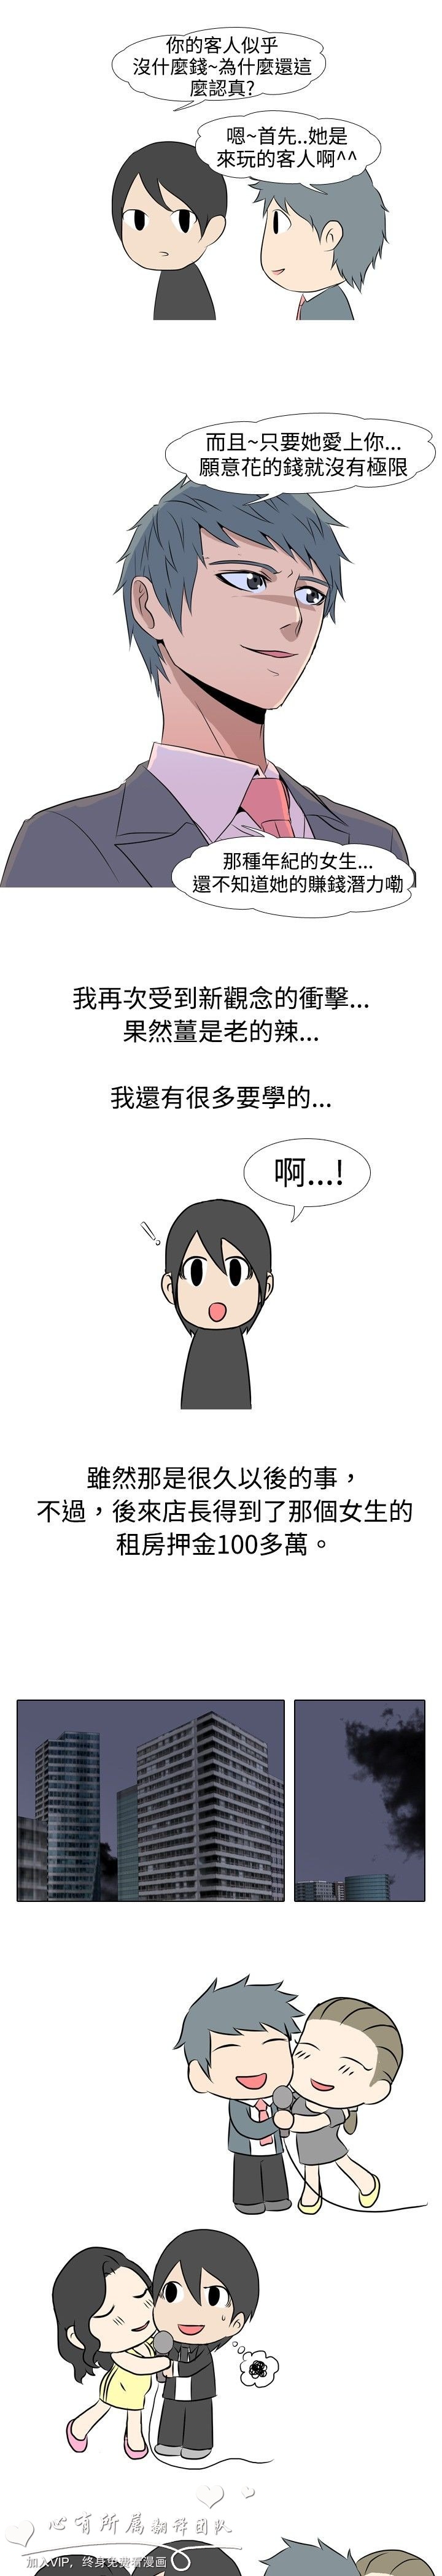 你的客人似乎
沒什麼錢~為什麼還這
麼認真?
嗯~首先..她是
來玩的客人啊^^
而且~只要她愛上你...
願意花的錢就沒有極限
那種年紀的女生...
還不知道她的賺錢潛力嘞
我再次受到新觀念的衝擊...
果然薑是老的辣...
我還有很多要學的...
啊...!
雖然那是很久以後的事，
不過，後來店長得到了那個女生的
租房押金100多萬。
心有所属翻译团队
加入VIP，终身免费看漫画